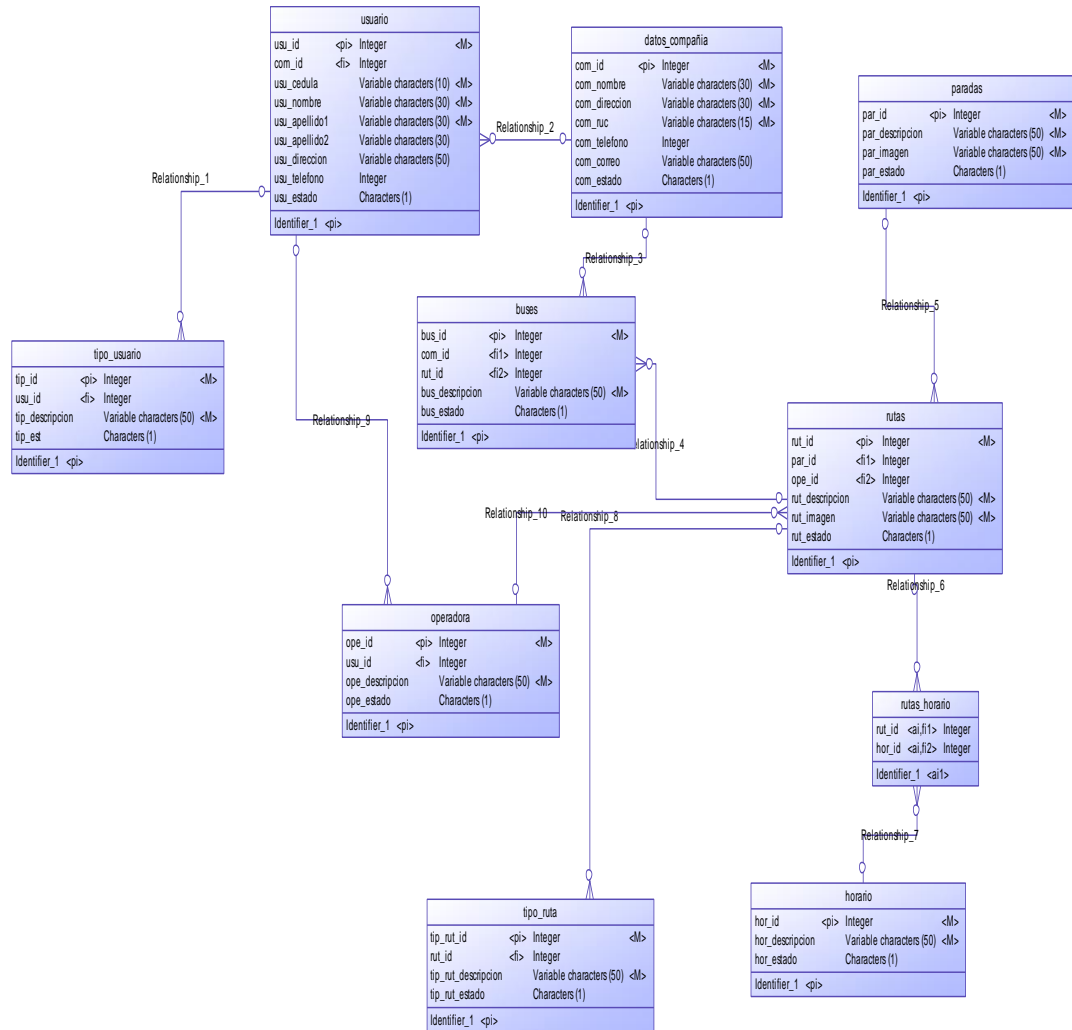 usuario
usu_id <pi> Integer <M>
com_id <fi> Integer
usu_cedula Variable characters (10) <M>
usu_nombre Variable characters (30) <M>
usu_apellido1 Variable characters (30) <M>
usu_apellido2 Variable characters (30)
usu_direccion Variable characters (50)
usu_telefono Integer
usu_estado Characters (1)
Identifier_1 <pi>
datos_compañia
com_id <pi> Integer <M>
com_nombre Variable characters (30) <M>
com_direccion Variable characters (30) <M>
com_ruc Variable characters (15) <M>
com_telefono Integer
com_correo Variable characters (50)
com_estado Characters (1)
Identifier_1 <pi>
paradas
par_id <pi> Integer <M>
par_descripcion Variable characters (50) <M>
par_imagen Variable characters (50) <M>
par_estado Characters (1)
Identifier_1 <pi>
Relationship_2
Relationship_1
Relationship_3
Relationship_5
buses
bus_id <pi> Integer <M>
com_id <fi1> Integer
rut_id <fi2> Integer
bus_descripcion Variable characters (50) <M>
bus_estado Characters (1)
Identifier_1 <pi>
tipo_usuario
tip_id <pi> Integer <M>
usu_id <fi> Integer
tip_descripcion Variable characters (50) <M>
tip_est Characters (1)
Identifier_1 <pi>
Relationship_9
Relationship_4
rutas
rut_id <pi> Integer <M>
par_id <fi1> Integer
ope_id <fi2> Integer
rut_descripcion Variable characters (50) <M>
rut_imagen Variable characters (50) <M>
rut_estado Characters (1)
Identifier_1 <pi>
Relationship_10
Relationship_8
Relationship_6
operadora
ope_id <pi> Integer <M>
usu_id <fi> Integer
ope_descripcion Variable characters (50) <M>
ope_estado Characters (1)
Identifier_1 <pi>
rutas_horario
rut_id <ai,fi1> Integer
hor_id <ai,fi2> Integer
Identifier_1 <ai1>
Relationship_7
tipo_ruta
tip_rut_id <pi> Integer <M>
rut_id <fi> Integer
tip_rut_descripcion Variable characters (50) <M>
tip_rut_estado Characters (1)
Identifier_1 <pi>
horario
hor_id <pi> Integer <M>
hor_descripcion Variable characters (50) <M>
hor_estado Characters (1)
Identifier_1 <pi>